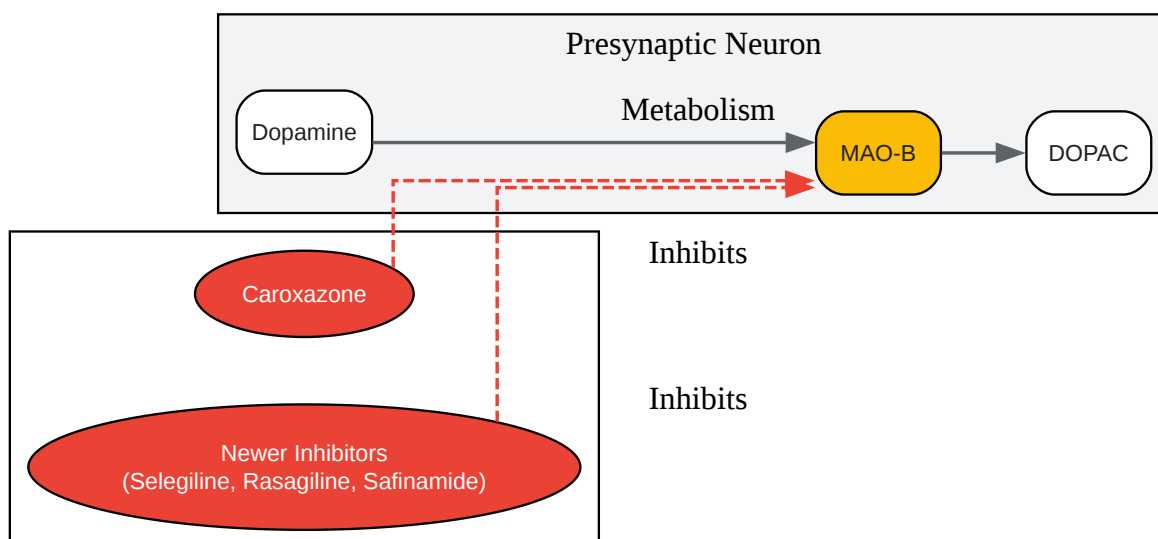 Presynaptic Neuron
Metabolism
Dopamine
MAO-B
DOPAC
Inhibits
Caroxazone
Inhibits
Newer Inhibitors
(Selegiline, Rasagiline, Safinamide)